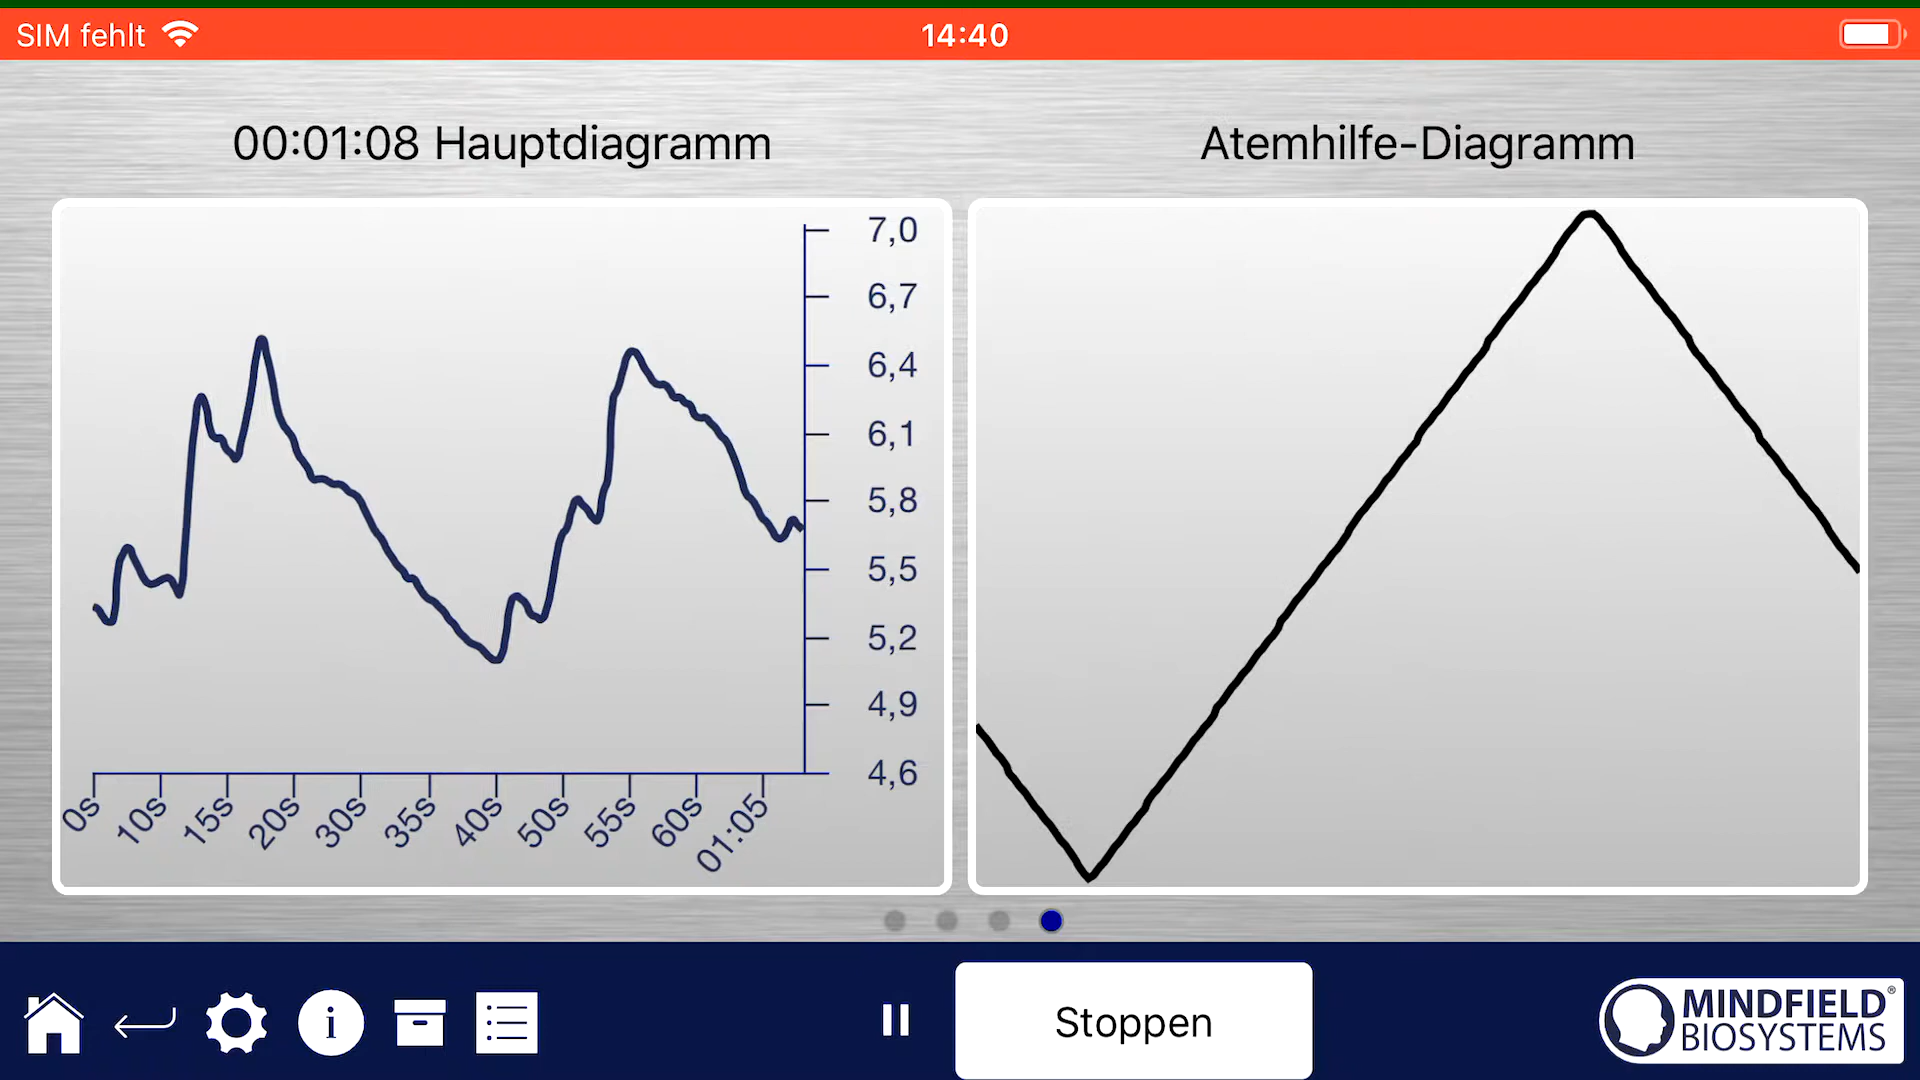 SIM fehlt
14:40
00:01:08 Hauptdiagramm
Atemhilfe-Diagramm
7,0
6,7
6,4
6,1
5,8
5,5
5,2
4,9
4,6
0s
10s
15s
20s
30s
35s
40s
50s
55s
60s
01:05
i
Stoppen
MINDFIELD®
BIOSYSTEMS